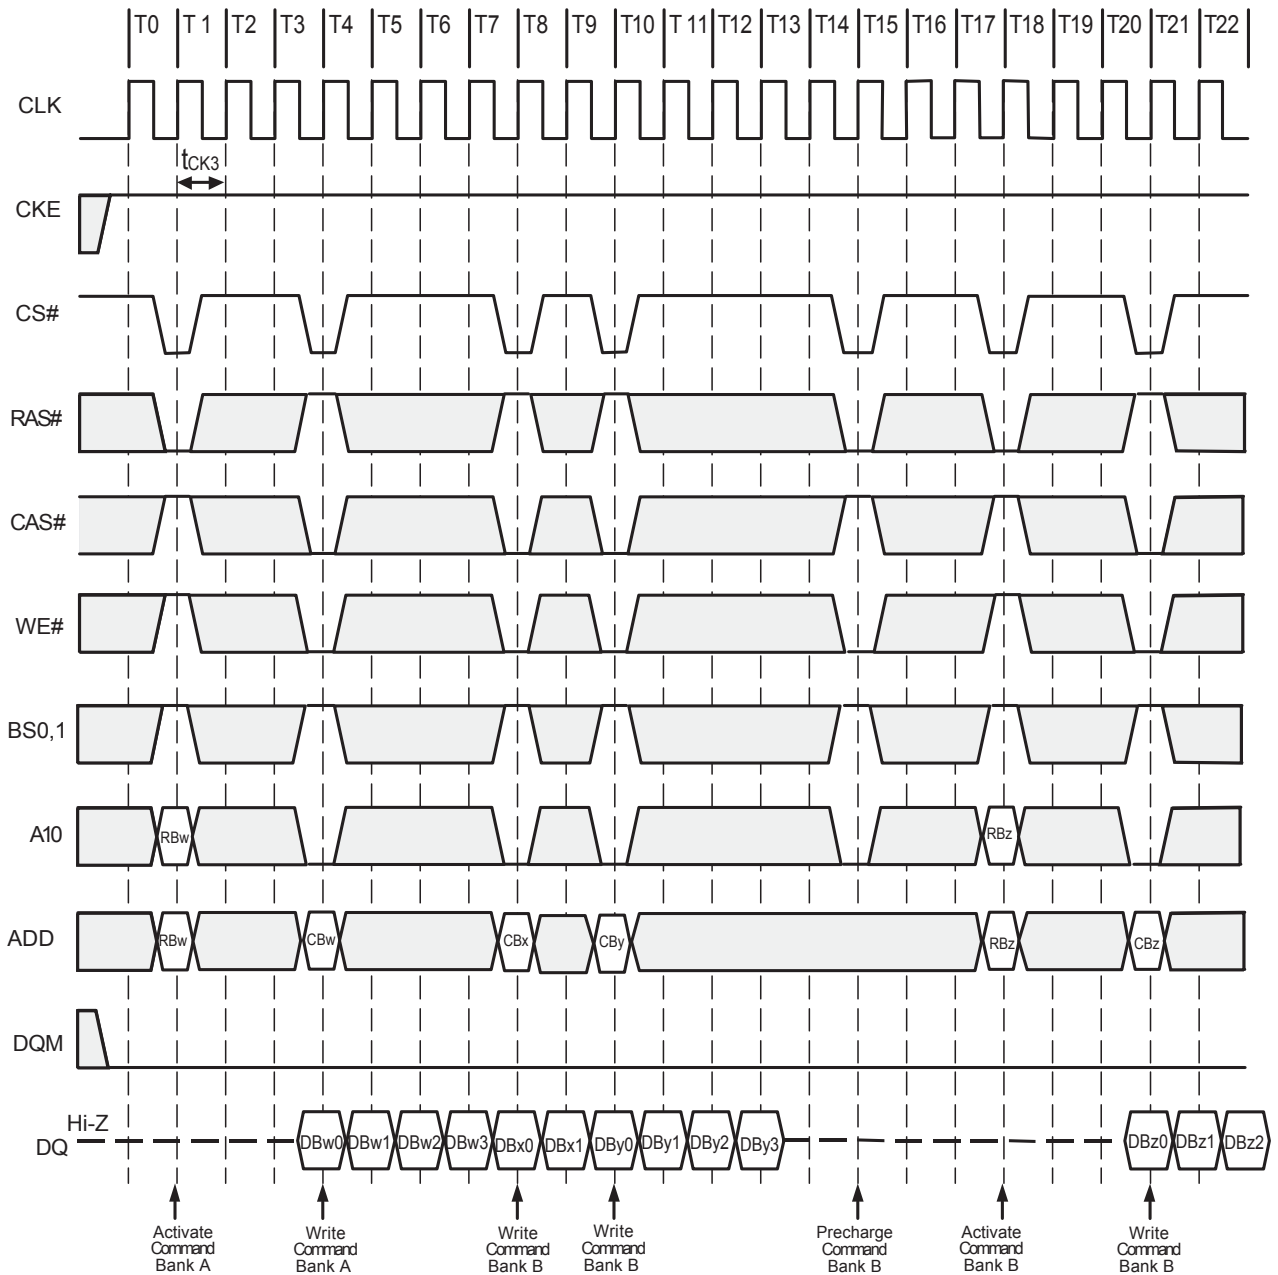 T0 T 1 T2 T3 T4 T5 T6 T7 T8 T9 T10 T 11 T12 T13 T14 T15 T16 T17 T18 T19 T20 T21 T22
CLK
tCK3
CKE
CS#
RAS#
CAS#
WE#
BS0,1
A10 RBw RBz
ADD RBw CBw CBx CBy RBz CBz
DQM
Hi-Z
DQ DBw0 DBw1 DBw2 DBw3 DBx0 DBx1 DBy0 DBy1 DBy2 DBy3 DBz0 DBz1 DBz2
Activate
Command
Bank A
Write
Command
Bank A
Write
Command
Bank B
Write
Command
Bank B
Precharge
Command
Bank B
Activate
Command
Bank B
Write
Command
Bank B